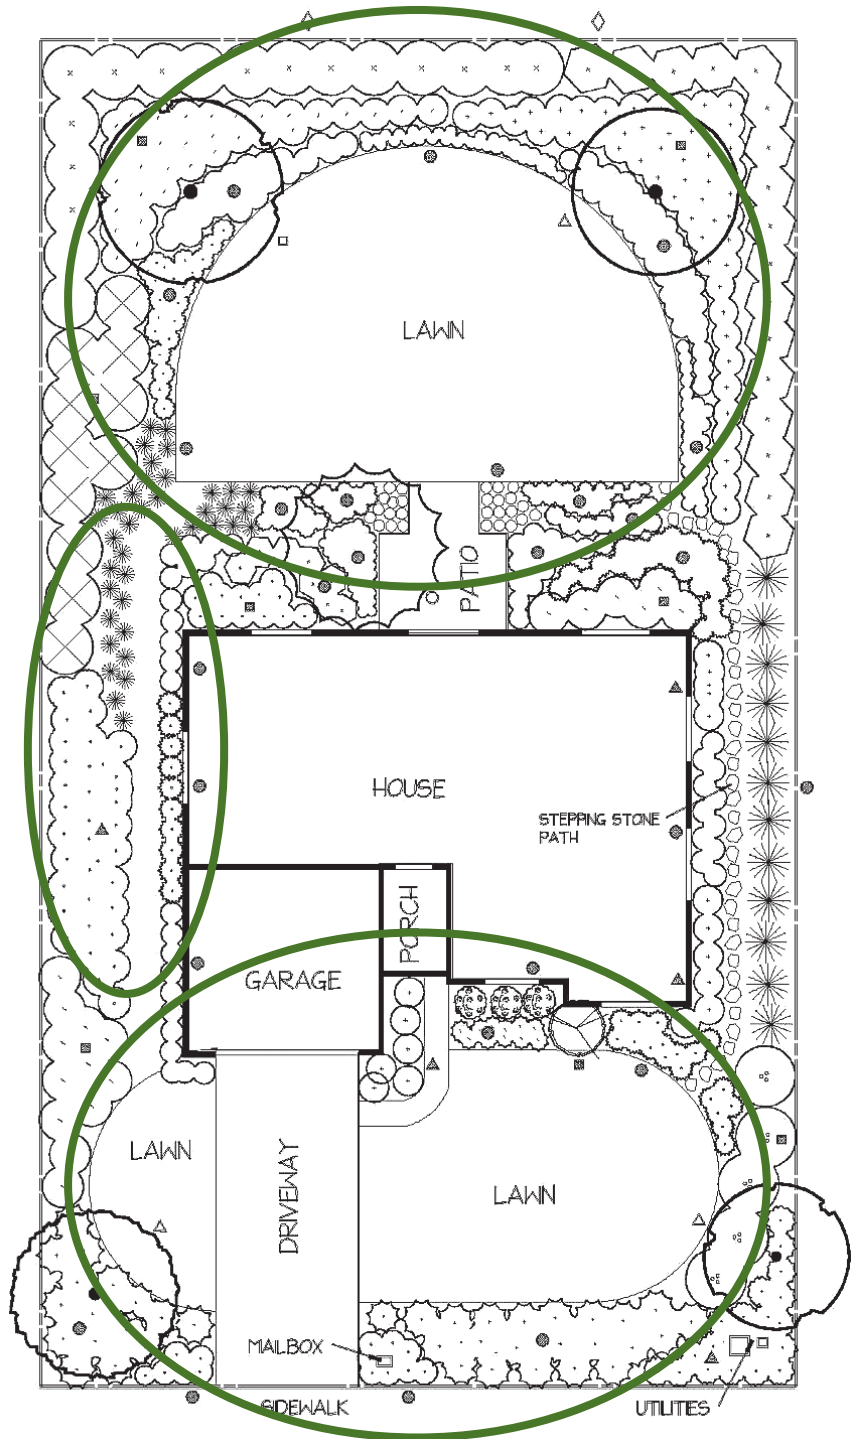 LAWN
PATIO
HOUSE
STEPPING STONE
PATH
PORCH
GARAGE
LAWN
DRIVEWAY
LAWN
MAILBOX
SIDEWALK
UTILITIES